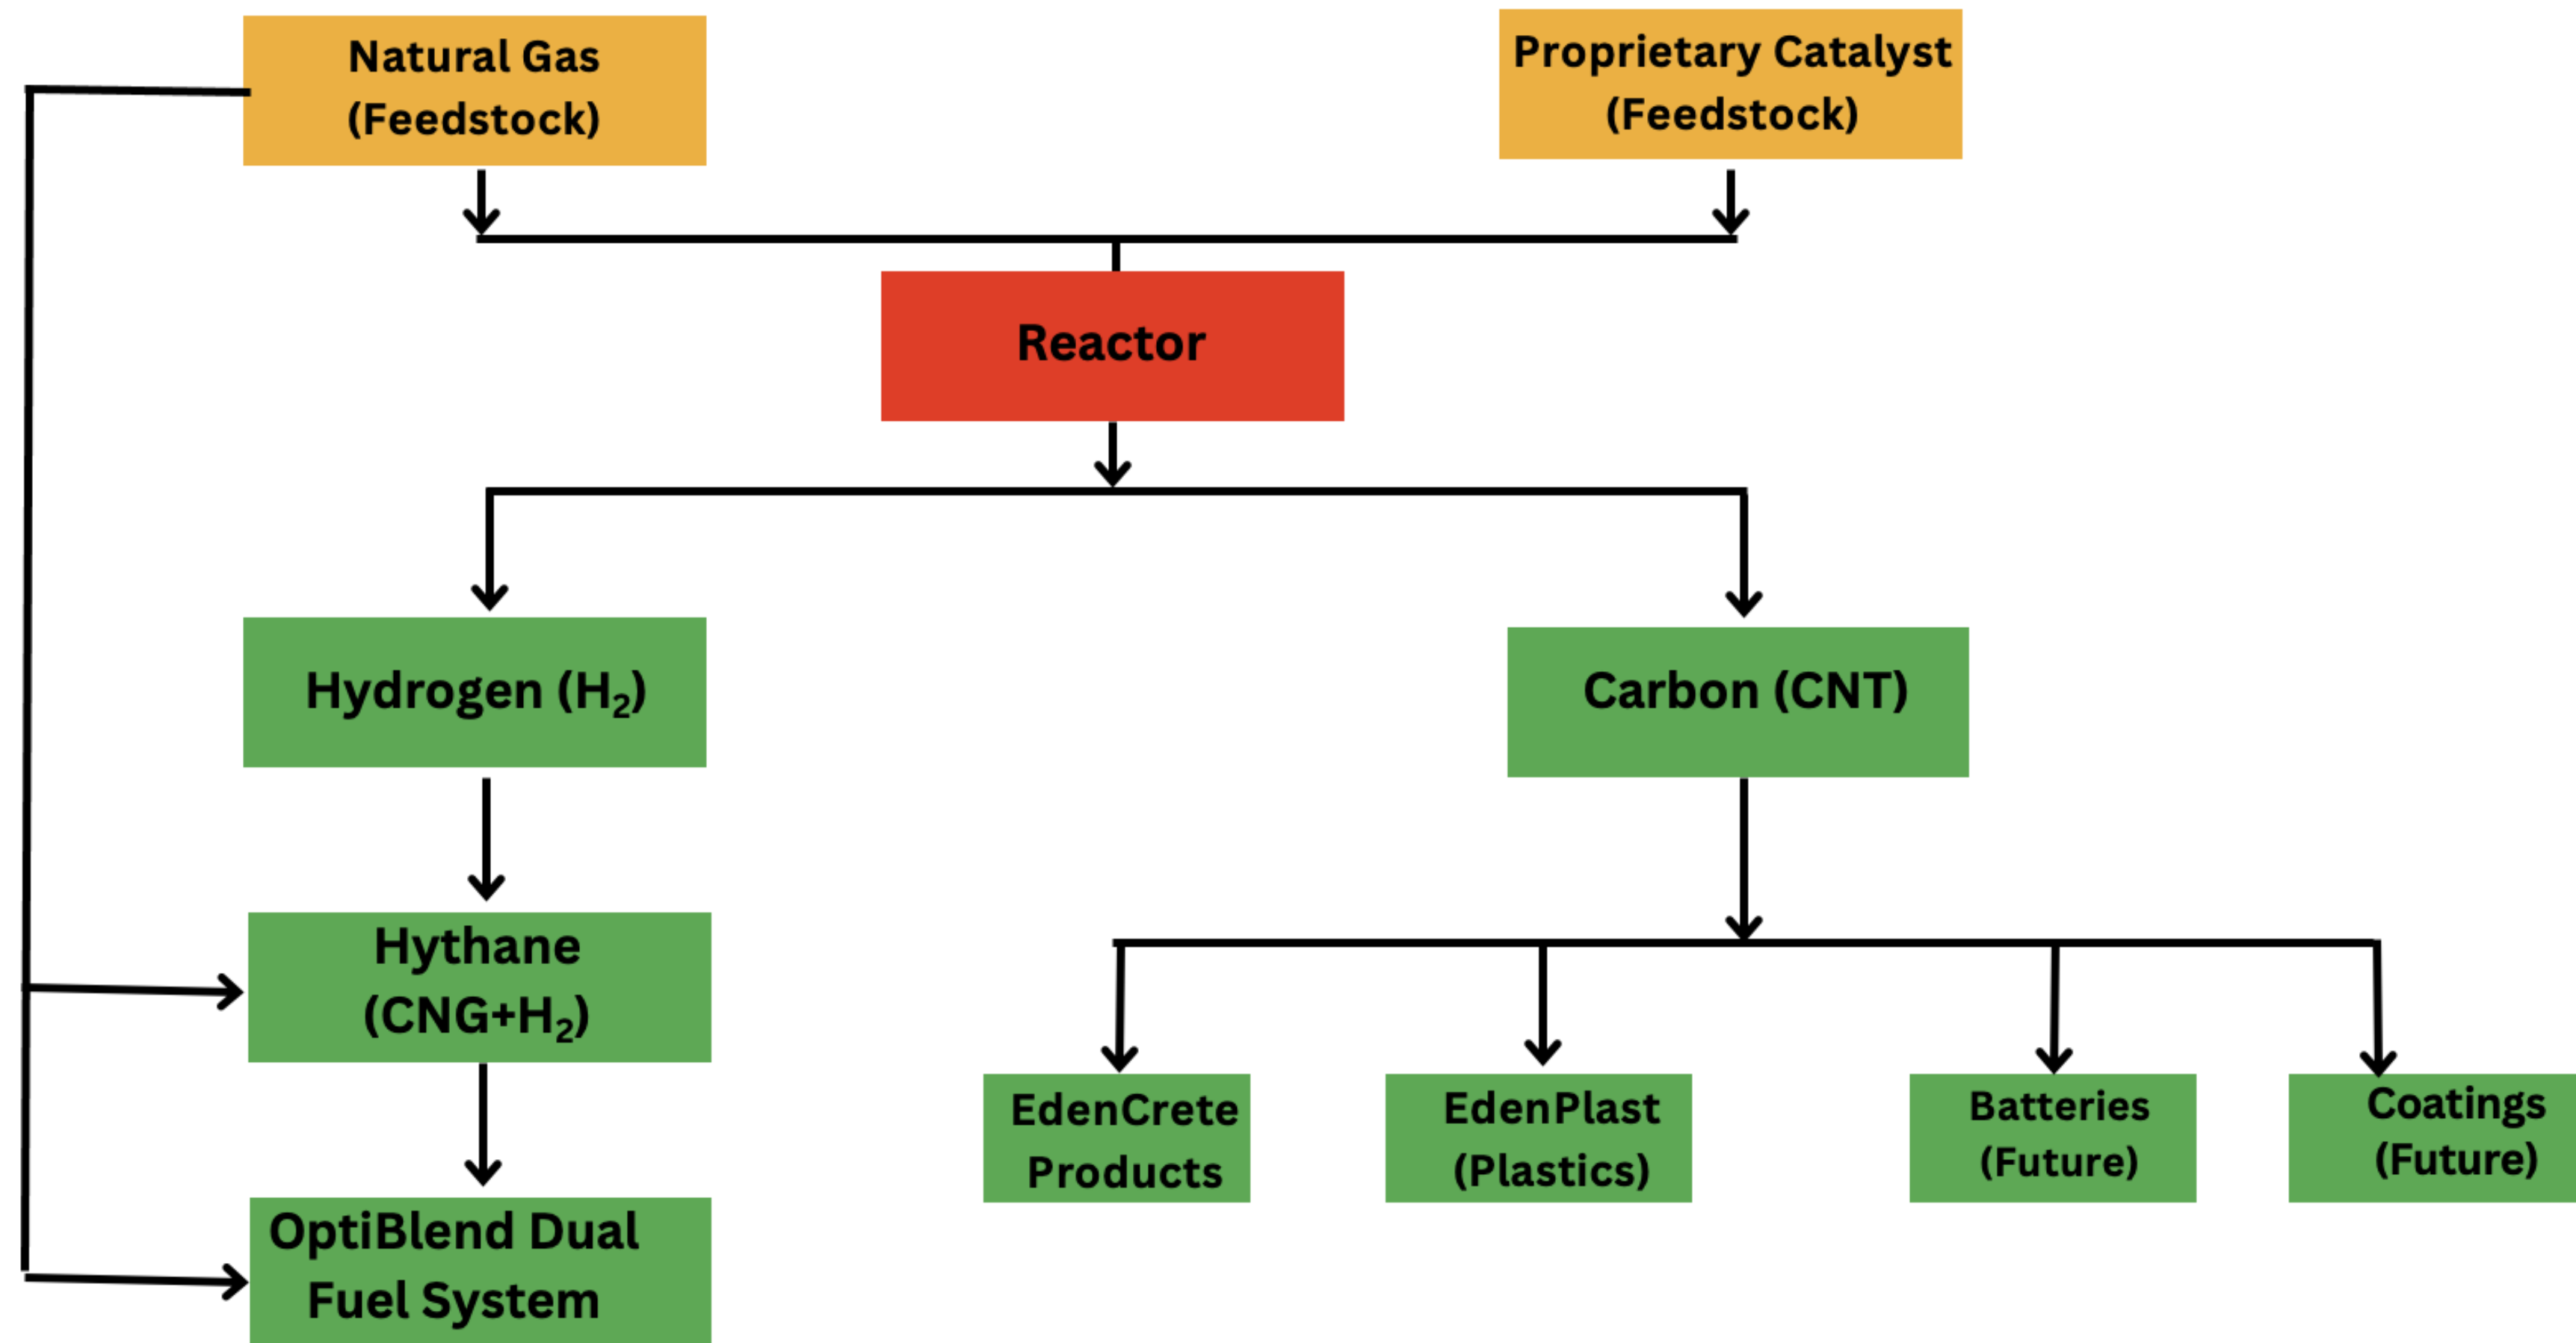 Natural Gas
(Feedstock)
Proprietary Catalyst
(Feedstock)
Reactor
Hydrogen (H₂)
Carbon (CNT)
Hythane
(CNG+H₂)
EdenCrete
Products
EdenPlast
(Plastics)
Batteries
(Future)
Coatings
(Future)
OptiBlend Dual
Fuel System